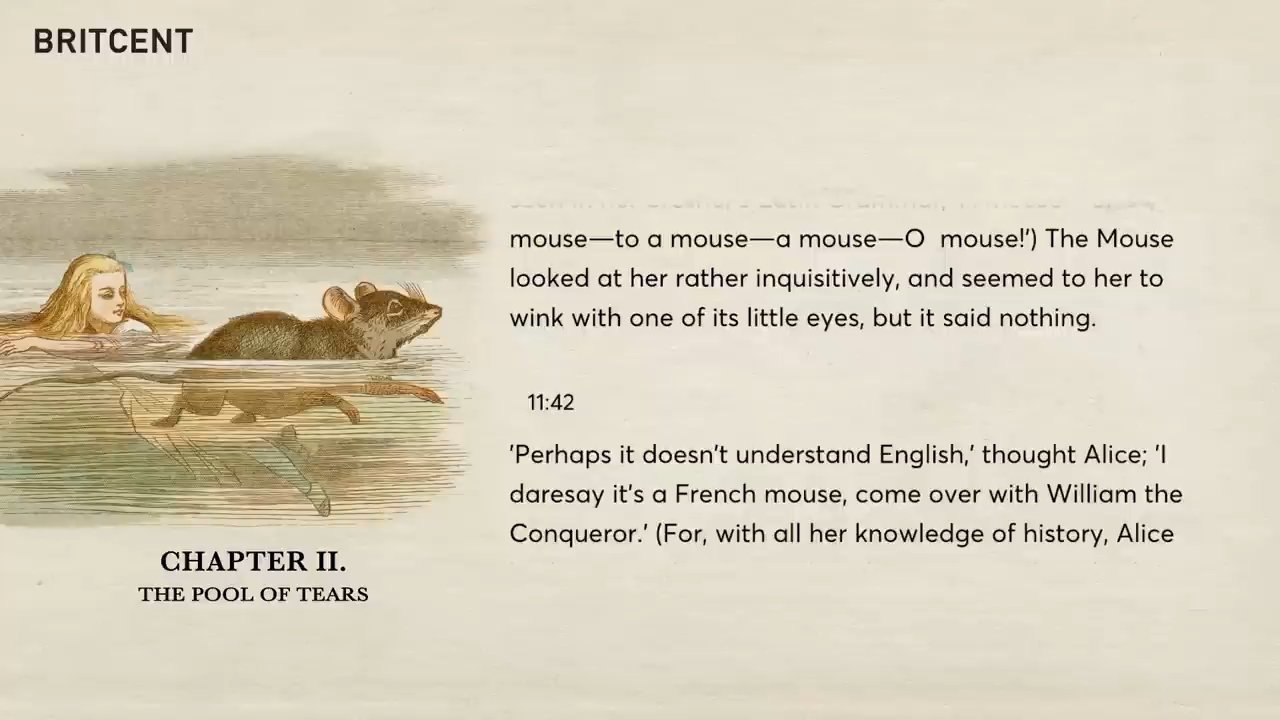 BRITCENT
mouse—to a mouse—a mouse—O mouse!') The Mouse
looked at her rather inquisitively, and seemed to her to
wink with one of its little eyes, but it said nothing.
11:42
'Perhaps it doesn't understand English,' thought Alice; 'I
daresay it's a French mouse, come over with William the
Conqueror.' (For, with all her knowledge of history, Alice
CHAPTER II.
THE POOL OF TEARS